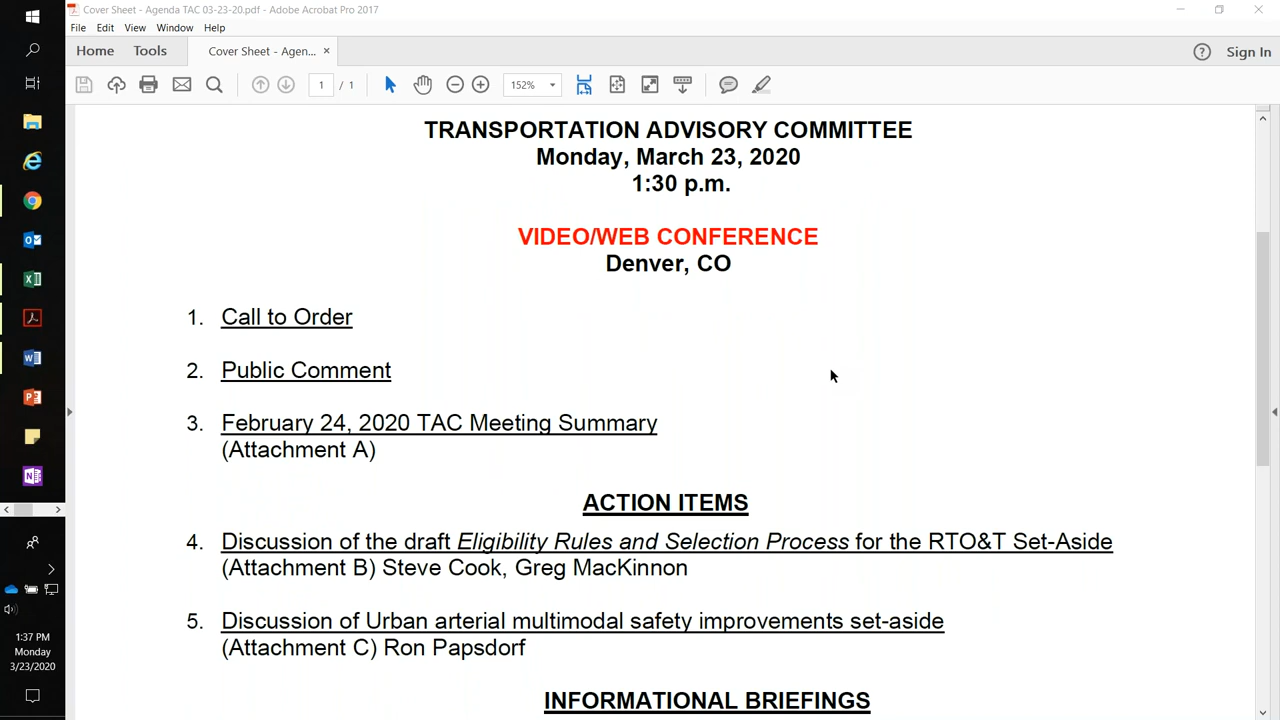 Cover Sheet - Agenda TAC 03-23-20.pdf - Adobe Acrobat Pro 2017
File Edit View Window Help
Home Tools Cover Sheet - Agen... × Sign In
1 / 1 152%
TRANSPORTATION ADVISORY COMMITTEE
Monday, March 23, 2020
1:30 p.m.
VIDEO/WEB CONFERENCE
Denver, CO
1. Call to Order
2. Public Comment
3. February 24, 2020 TAC Meeting Summary
(Attachment A)
ACTION ITEMS
4. Discussion of the draft Eligibility Rules and Selection Process for the RTO&T Set-Aside
(Attachment B) Steve Cook, Greg MacKinnon
5. Discussion of Urban arterial multimodal safety improvements set-aside
(Attachment C) Ron Papsdorf
INFORMATIONAL BRIEFINGS
1:37 PM
Monday
3/23/2020